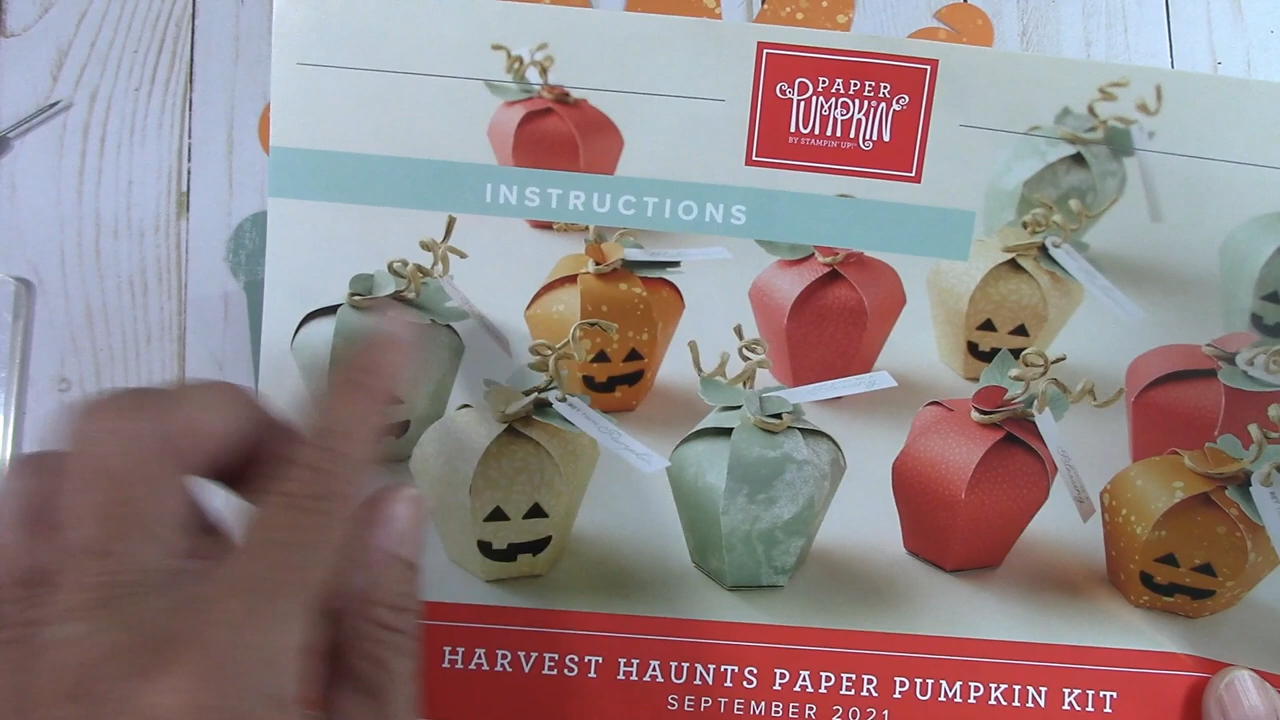 PAPER
PUMPKIN
BY STAMPIN' UP!
INSTRUCTIONS
HARVEST HAUNTS PAPER PUMPKIN KIT
SEPTEMBER 2021